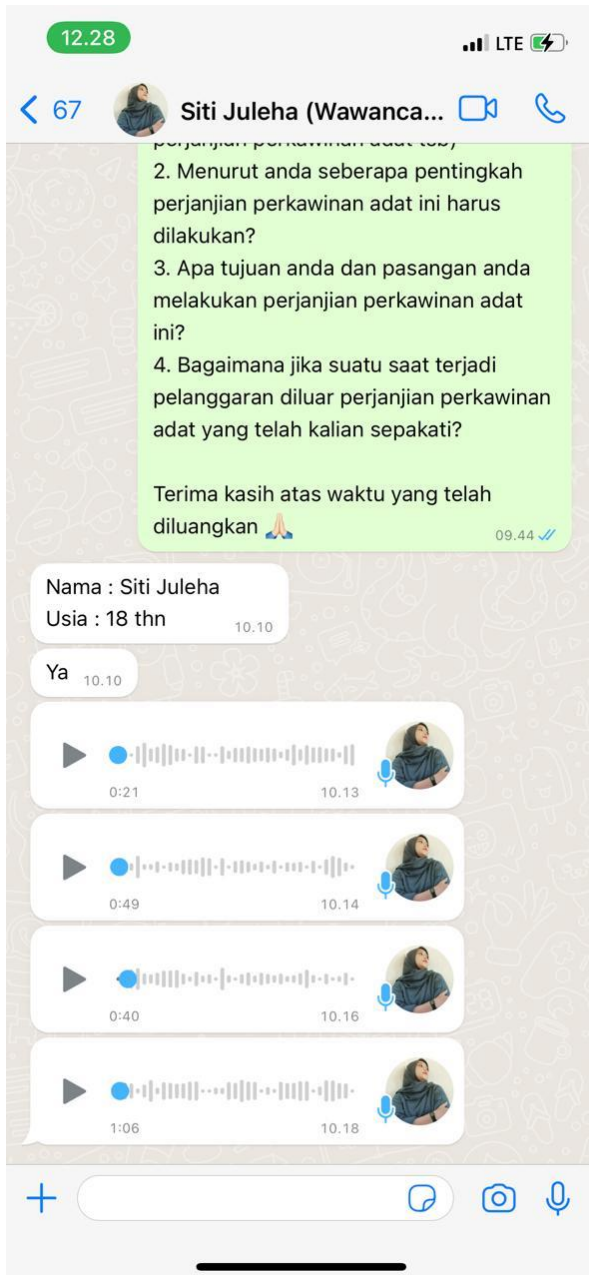 12.28
LTE
67
Siti Juleha (Wawanca...
perjanjian perkawinan adat tsb)
2. Menurut anda seberapa pentingkah
perjanjian perkawinan adat ini harus
dilakukan?
3. Apa tujuan anda dan pasangan anda
melakukan perjanjian perkawinan adat
ini?
4. Bagaimana jika suatu saat terjadi
pelanggaran diluar perjanjian perkawinan
adat yang telah kalian sepakati?
Terima kasih atas waktu yang telah
diluangkan 🙏🏻
09.44
Nama : Siti Juleha
Usia : 18 thn
10.10
Ya 10.10
0:21 10.13
0:49 10.14
0:40 10.16
1:06 10.18